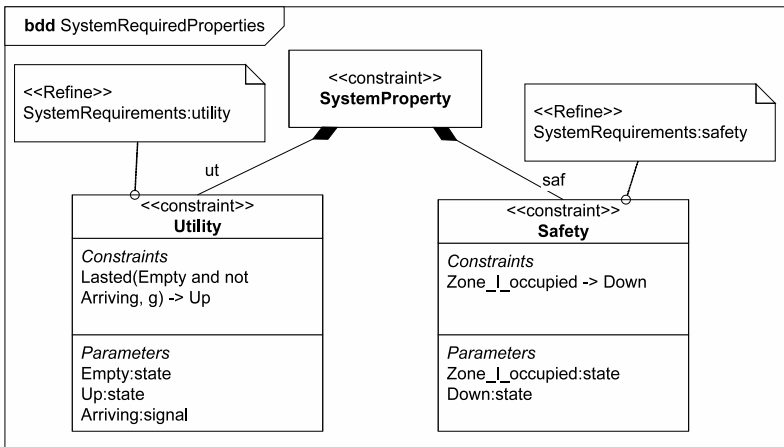 bdd SystemRequiredProperties
<<Refine>>
SystemRequirements:utility
<<constraint>>
SystemProperty
<<Refine>>
SystemRequirements:safety
ut
saf
<<constraint>>
Utility
Constraints
Lasted(Empty and not
Arriving, g) -> Up
Parameters
Empty:state
Up:state
Arriving:signal
<<constraint>>
Safety
Constraints
Zone_I_occupied -> Down
Parameters
Zone_I_occupied:state
Down:state